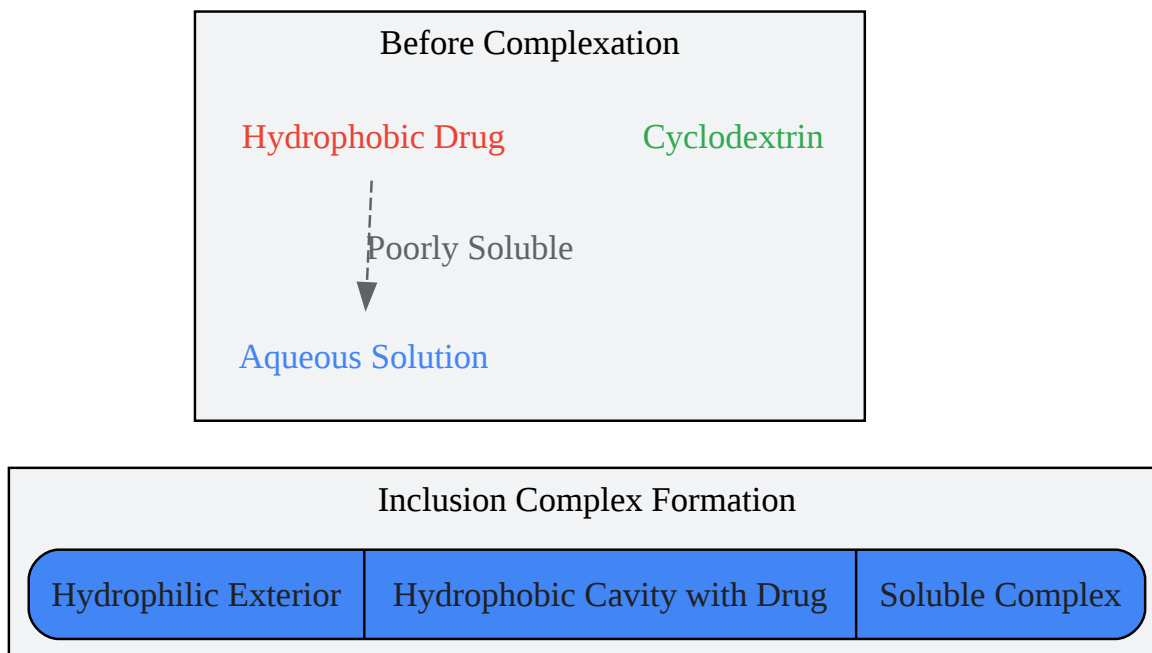 Before Complexation
Hydrophobic Drug
Cyclodextrin
Poorly Soluble
Aqueous Solution
Inclusion Complex Formation
Hydrophilic Exterior
Hydrophobic Cavity with Drug
Soluble Complex